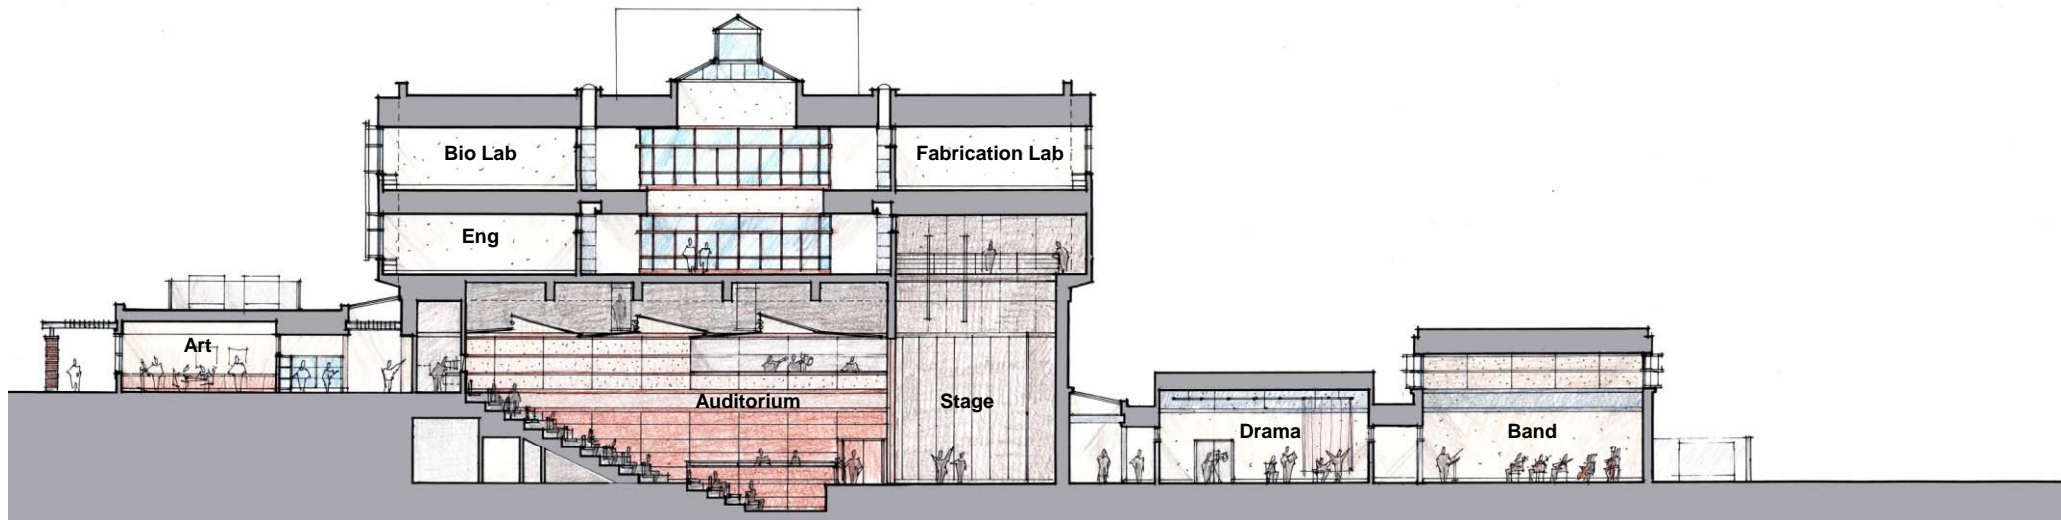 Bio Lab
Fabrication Lab
Eng
Art
Auditorium
Stage
Drama
Band